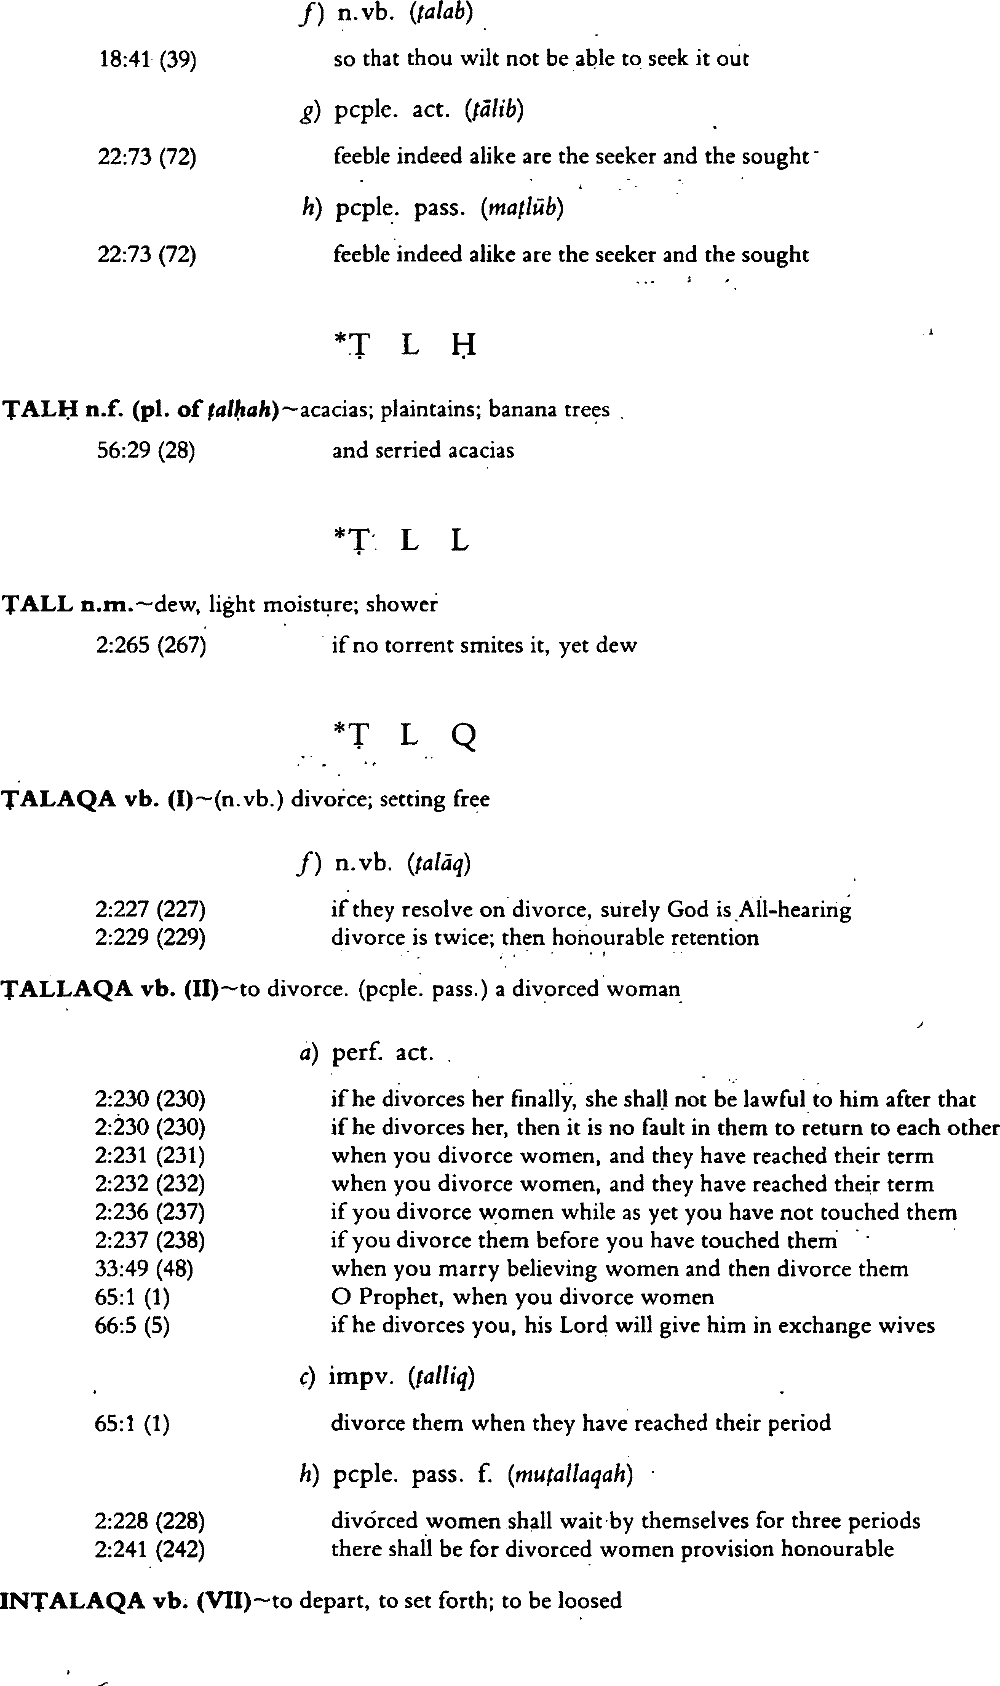 f) n.vb. (ṭalab)
18:41 (39) so that thou wilt not be able to seek it out
g) pcple. act. (ṭālib)
22:73 (72) feeble indeed alike are the seeker and the sought
h) pcple. pass. (maṭlūb)
22:73 (72) feeble indeed alike are the seeker and the sought
*Ṭ L Ḥ
ṬALḤ n.f. (pl. of ṭalḥah)~acacias; plaintains; banana trees
56:29 (28) and serried acacias
*Ṭ L L
ṬALL n.m.~dew, light moisture; shower
2:265 (267) if no torrent smites it, yet dew
*Ṭ L Q
ṬALAQA vb. (I)~(n.vb.) divorce; setting free
f) n.vb. (ṭalāq)
2:227 (227) if they resolve on divorce, surely God is All-hearing
2:229 (229) divorce is twice; then honourable retention
ṬALLAQA vb. (II)~to divorce. (pcple. pass.) a divorced woman
a) perf. act.
2:230 (230) if he divorces her finally, she shall not be lawful to him after that
2:230 (230) if he divorces her, then it is no fault in them to return to each other
2:231 (231) when you divorce women, and they have reached their term
2:232 (232) when you divorce women, and they have reached their term
2:236 (237) if you divorce women while as yet you have not touched them
2:237 (238) if you divorce them before you have touched them
33:49 (48) when you marry believing women and then divorce them
65:1 (1) O Prophet, when you divorce women
66:5 (5) if he divorces you, his Lord will give him in exchange wives
c) impv. (ṭalliq)
65:1 (1) divorce them when they have reached their period
h) pcple. pass. f. (muṭallaqah)
2:228 (228) divorced women shall wait by themselves for three periods
2:241 (242) there shall be for divorced women provision honourable
INṬALAQA vb. (VII)~to depart, to set forth; to be loosed